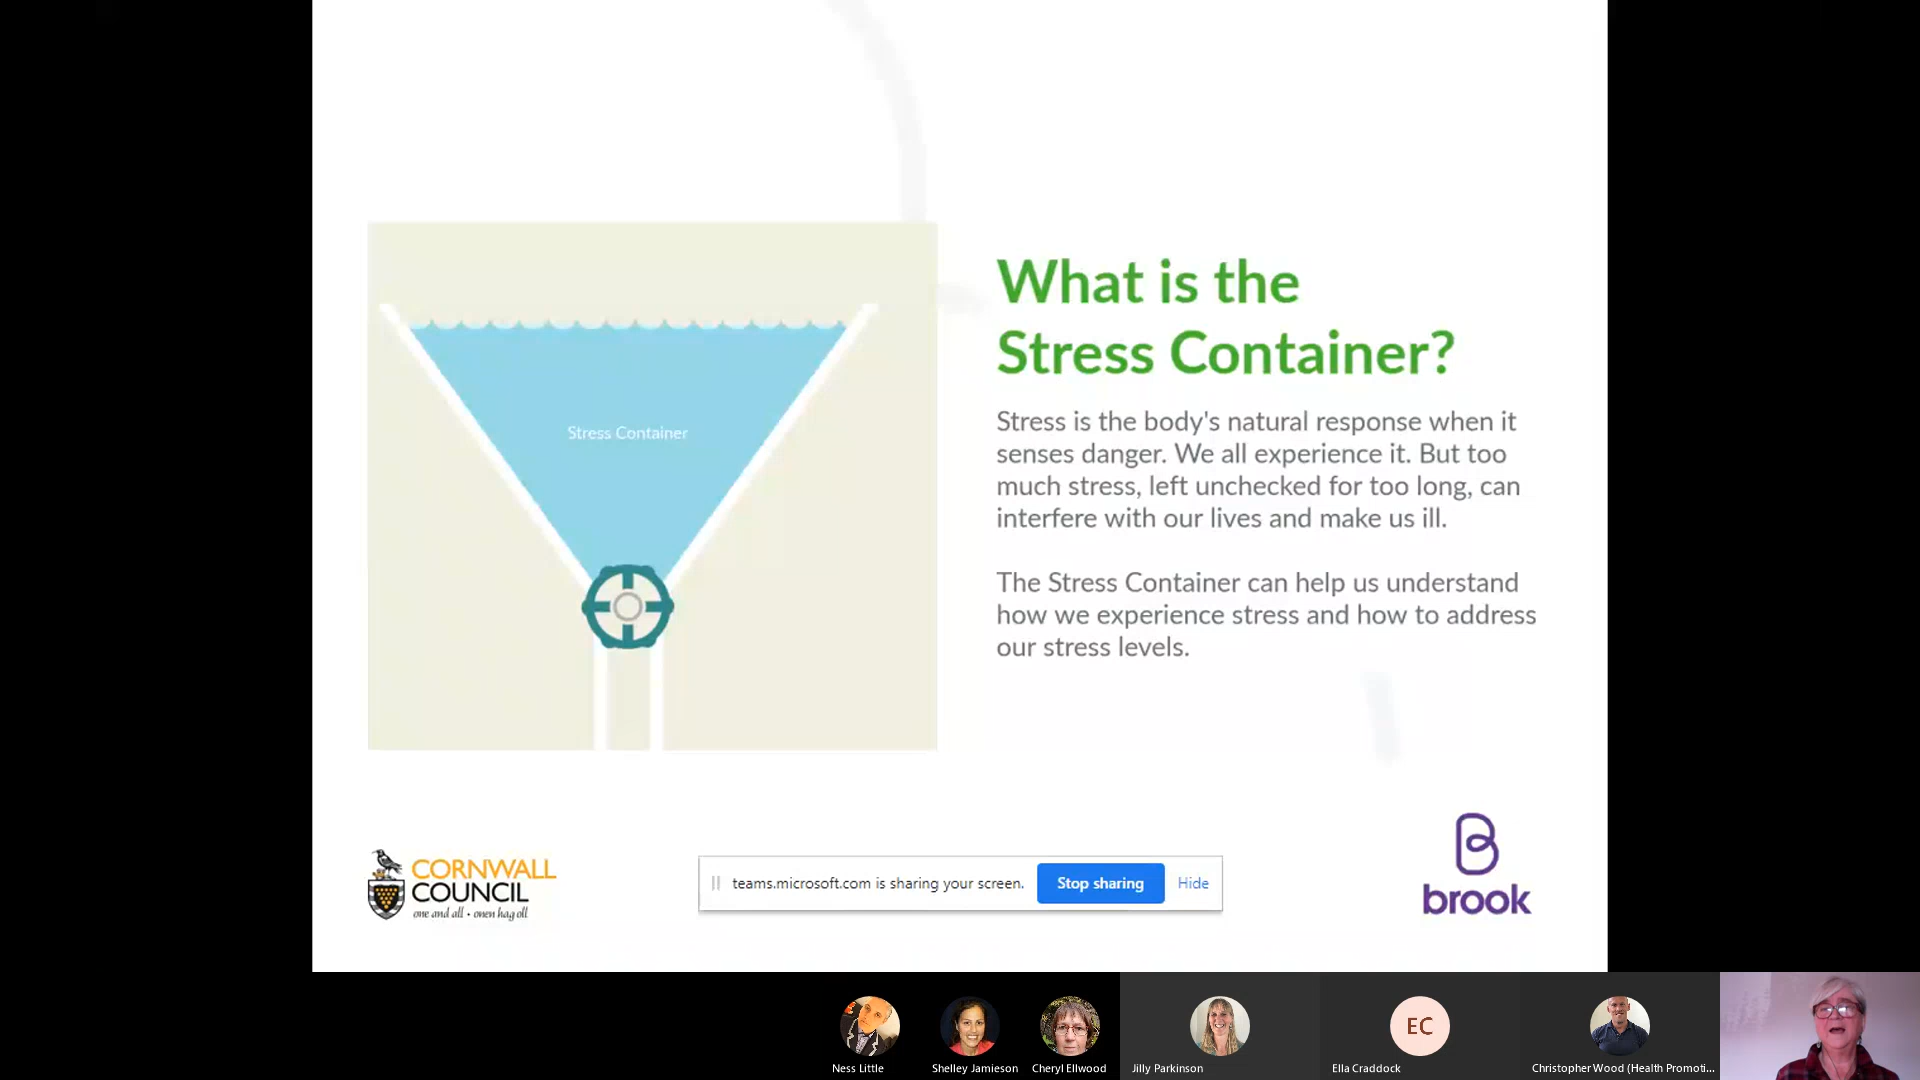 What is the
Stress Container?
Stress Container
Stress is the body's natural response when it
senses danger. We all experience it. But too
much stress, left unchecked for too long, can
interfere with our lives and make us ill.
The Stress Container can help us understand
how we experience stress and how to address
our stress levels.
CORNWALL
COUNCIL
one and all • onen hag oll
teams.microsoft.com is sharing your screen.
Stop sharing
Hide
brook
EC
Ness Little
Shelley Jamieson
Cheryl Ellwood
Jilly Parkinson
Ella Craddock
Christopher Wood (Health Promoti...